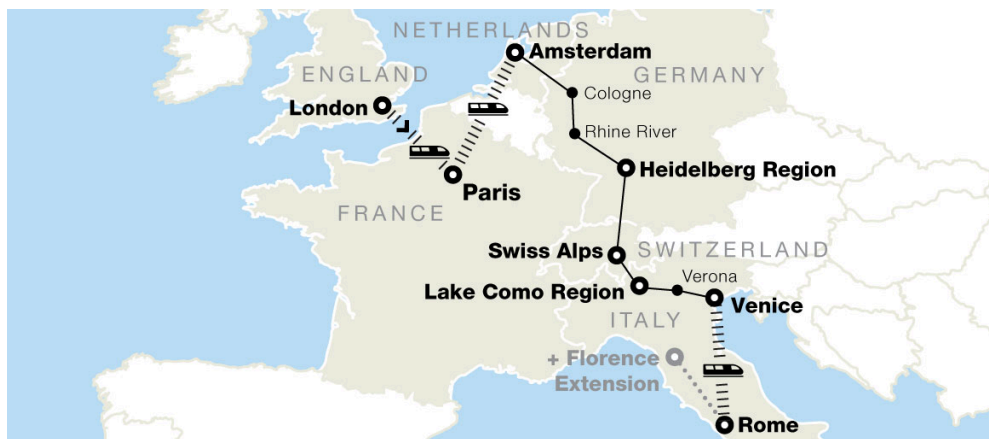 NETHERLANDS
Amsterdam
ENGLAND
GERMANY
London
Cologne
Rhine River
Heidelberg Region
Paris
FRANCE
Swiss Alps
SWITZERLAND
Verona
Lake Como Region
Venice
ITALY
+ Florence
Extension
Rome